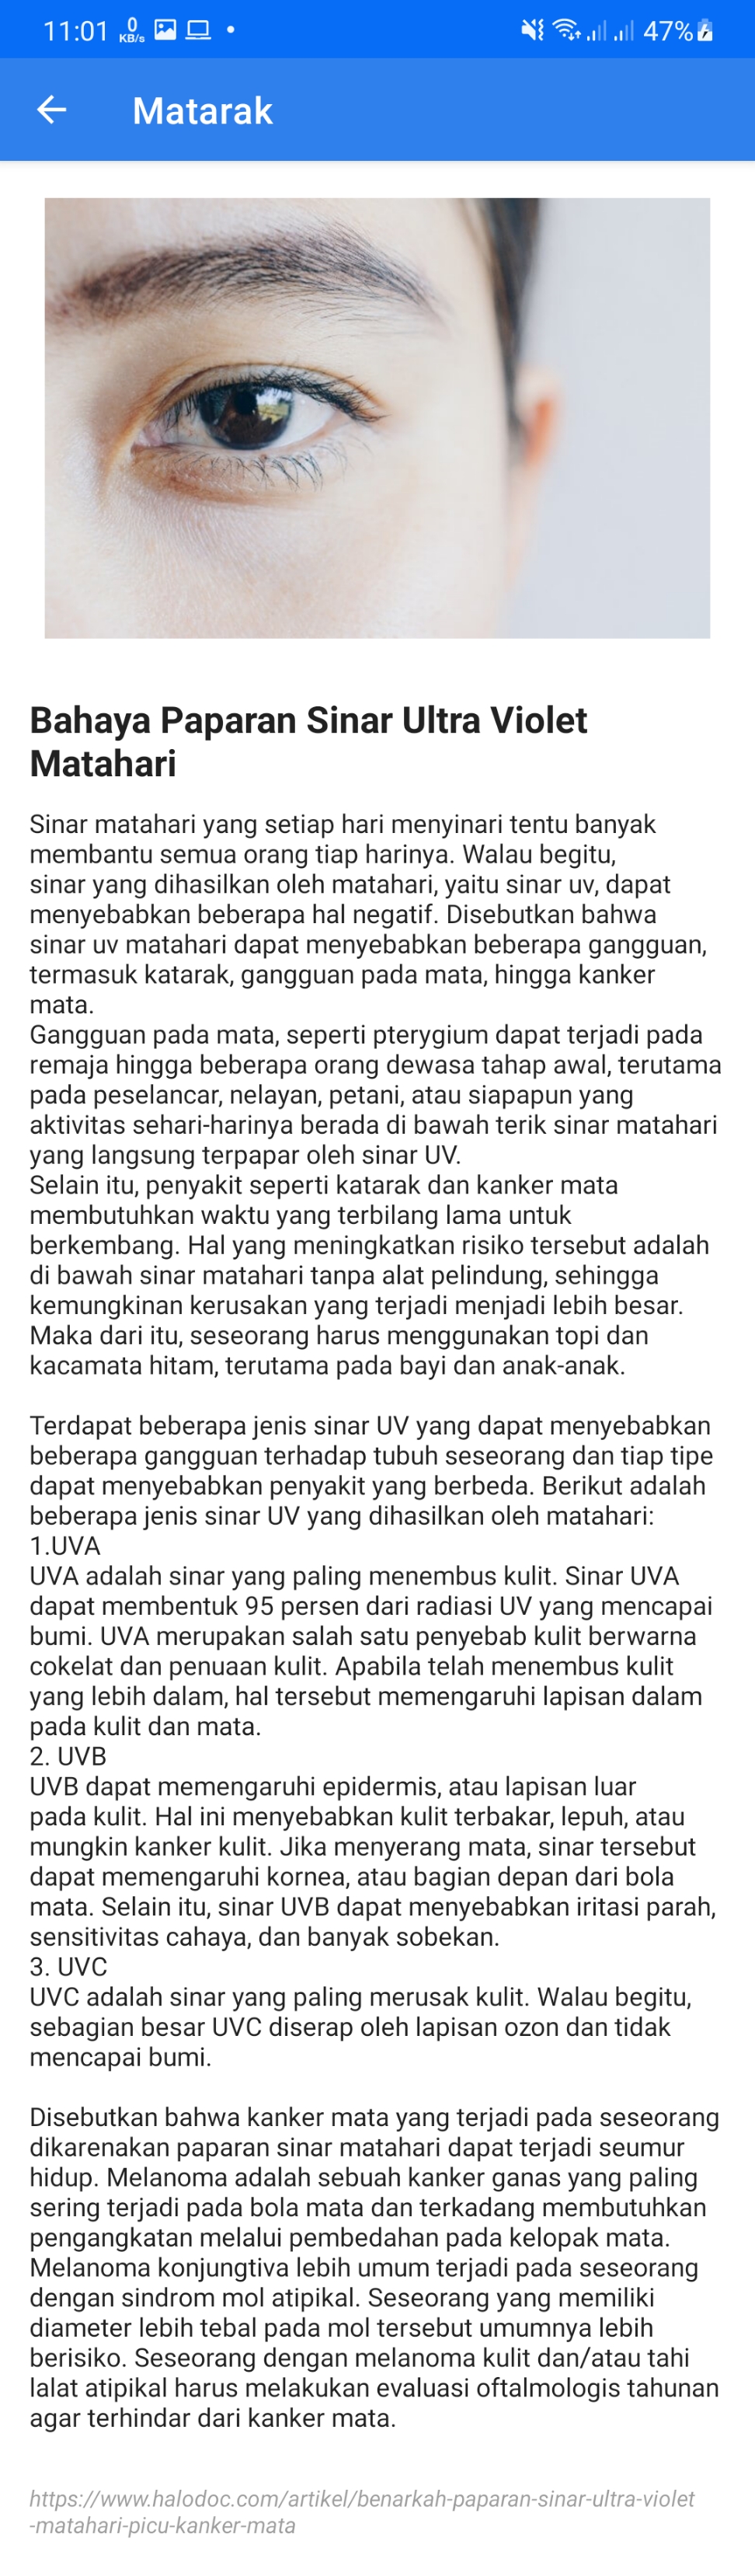 11:01 0 KB/s 47%
Matarak
Bahaya Paparan Sinar Ultra Violet
Matahari
Sinar matahari yang setiap hari menyinari tentu banyak
membantu semua orang tiap harinya. Walau begitu,
sinar yang dihasilkan oleh matahari, yaitu sinar uv, dapat
menyebabkan beberapa hal negatif. Disebutkan bahwa
sinar uv matahari dapat menyebabkan beberapa gangguan,
termasuk katarak, gangguan pada mata, hingga kanker
mata.
Gangguan pada mata, seperti pterygium dapat terjadi pada
remaja hingga beberapa orang dewasa tahap awal, terutama
pada peselancar, nelayan, petani, atau siapapun yang
aktivitas sehari-harinya berada di bawah terik sinar matahari
yang langsung terpapar oleh sinar UV.
Selain itu, penyakit seperti katarak dan kanker mata
membutuhkan waktu yang terbilang lama untuk
berkembang. Hal yang meningkatkan risiko tersebut adalah
di bawah sinar matahari tanpa alat pelindung, sehingga
kemungkinan kerusakan yang terjadi menjadi lebih besar.
Maka dari itu, seseorang harus menggunakan topi dan
kacamata hitam, terutama pada bayi dan anak-anak.
Terdapat beberapa jenis sinar UV yang dapat menyebabkan
beberapa gangguan terhadap tubuh seseorang dan tiap tipe
dapat menyebabkan penyakit yang berbeda. Berikut adalah
beberapa jenis sinar UV yang dihasilkan oleh matahari:
1.UVA
UVA adalah sinar yang paling menembus kulit. Sinar UVA
dapat membentuk 95 persen dari radiasi UV yang mencapai
bumi. UVA merupakan salah satu penyebab kulit berwarna
cokelat dan penuaan kulit. Apabila telah menembus kulit
yang lebih dalam, hal tersebut memengaruhi lapisan dalam
pada kulit dan mata.
2. UVB
UVB dapat memengaruhi epidermis, atau lapisan luar
pada kulit. Hal ini menyebabkan kulit terbakar, lepuh, atau
mungkin kanker kulit. Jika menyerang mata, sinar tersebut
dapat memengaruhi kornea, atau bagian depan dari bola
mata. Selain itu, sinar UVB dapat menyebabkan iritasi parah,
sensitivitas cahaya, dan banyak sobekan.
3. UVC
UVC adalah sinar yang paling merusak kulit. Walau begitu,
sebagian besar UVC diserap oleh lapisan ozon dan tidak
mencapai bumi.
Disebutkan bahwa kanker mata yang terjadi pada seseorang
dikarenakan paparan sinar matahari dapat terjadi seumur
hidup. Melanoma adalah sebuah kanker ganas yang paling
sering terjadi pada bola mata dan terkadang membutuhkan
pengangkatan melalui pembedahan pada kelopak mata.
Melanoma konjungtiva lebih umum terjadi pada seseorang
dengan sindrom mol atipikal. Seseorang yang memiliki
diameter lebih tebal pada mol tersebut umumnya lebih
berisiko. Seseorang dengan melanoma kulit dan/atau tahi
lalat atipikal harus melakukan evaluasi oftalmologis tahunan
agar terhindar dari kanker mata.
https://www.halodoc.com/artikel/benarkah-paparan-sinar-ultra-violet
-matahari-picu-kanker-mata